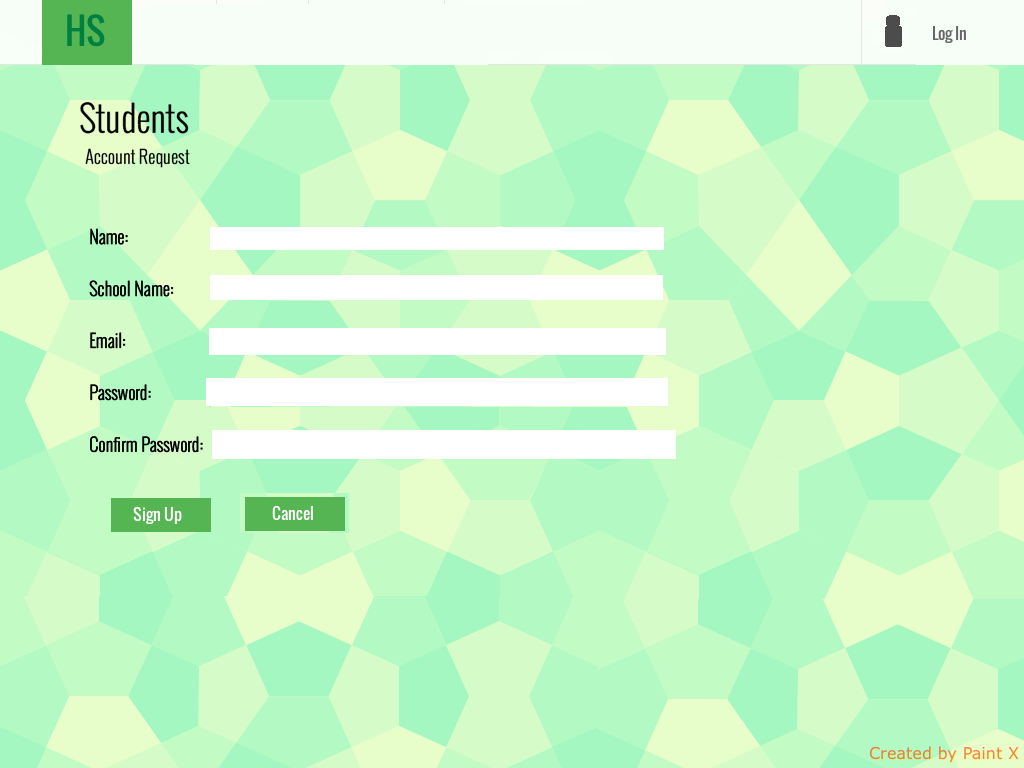 HS
Log In
Students
Account Request
Name:
School Name:
Email:
Password:
Confirm Password:
Sign Up
Cancel
Created by Paint X